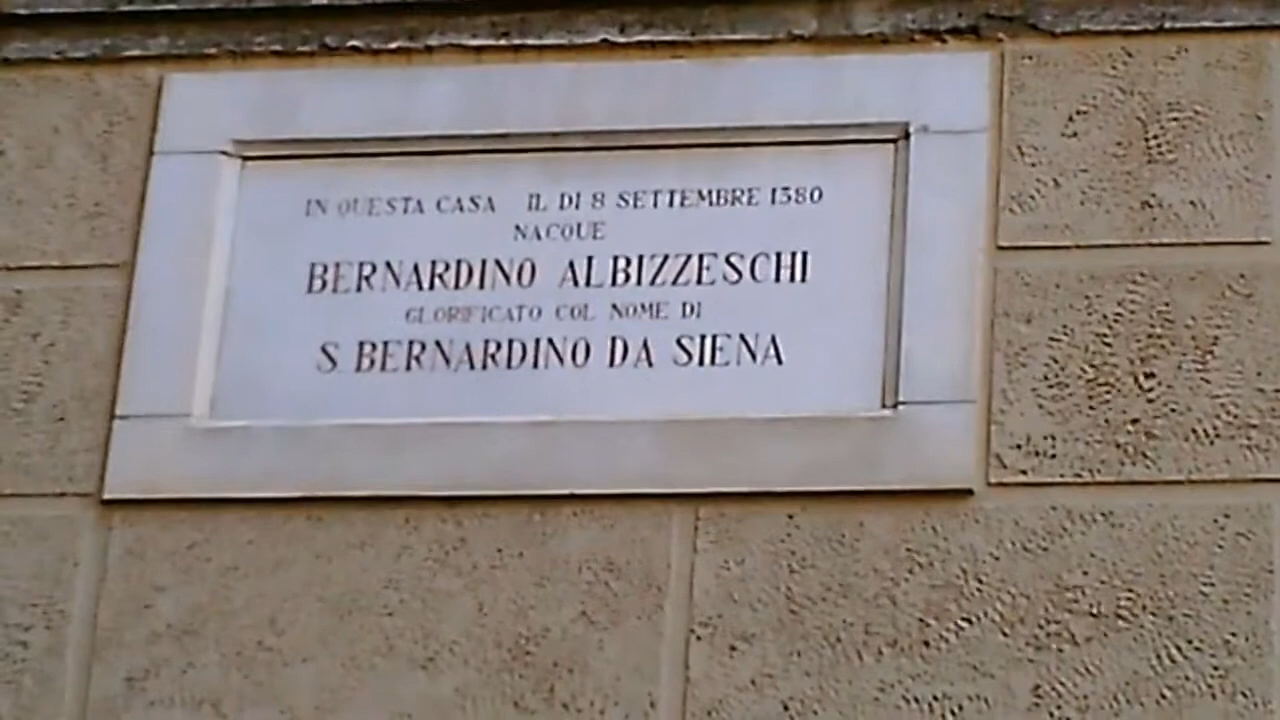 IN QUESTA CASA IL DI 8 SETTEMBRE 1380
NACQUE
BERNARDINO ALBIZZESCHI
GLORIFICATO COL NOME DI
S. BERNARDINO DA SIENA